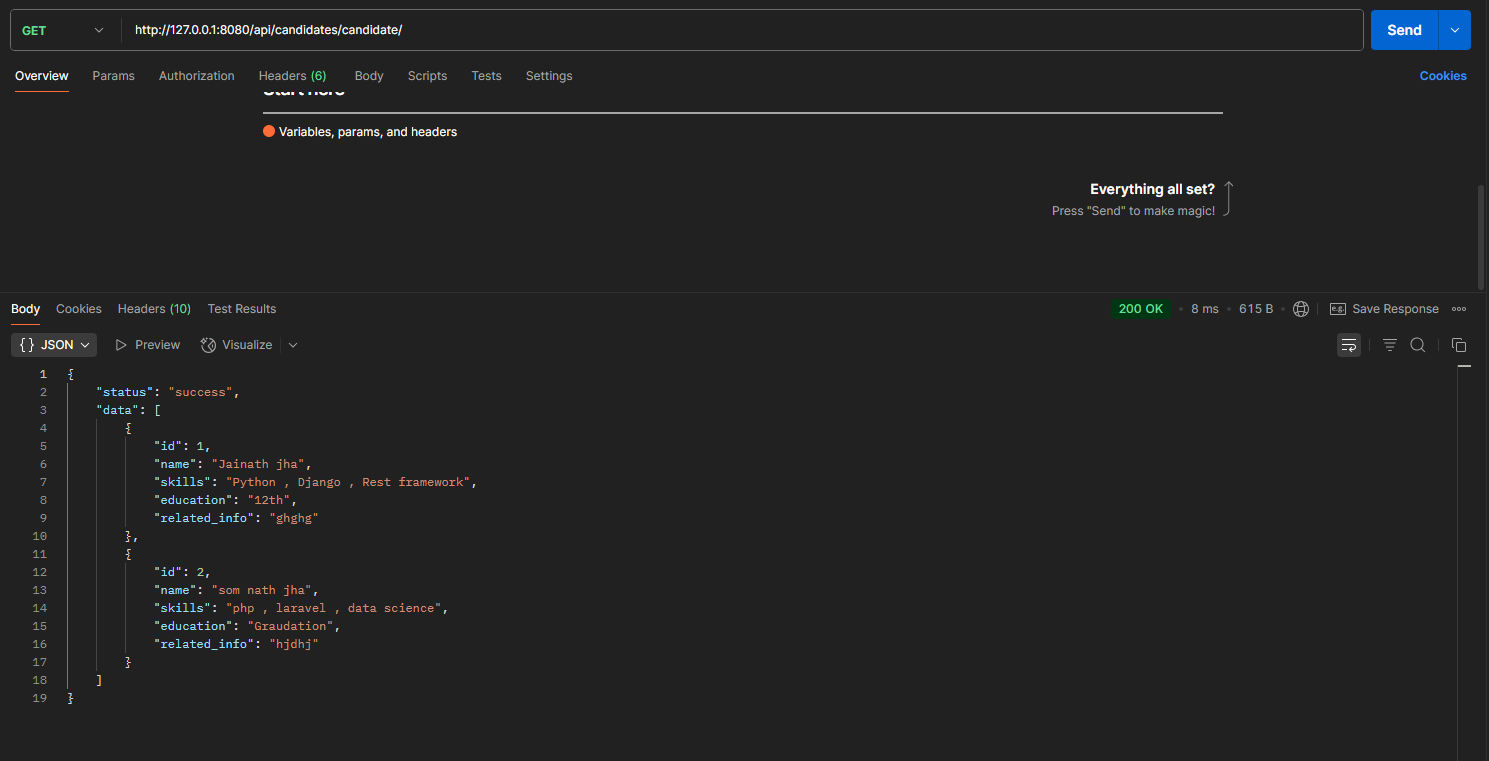 GET http://127.0.0.1:8080/api/candidates/candidate/ Send
Overview Params Authorization Headers (6) Body Scripts Tests Settings Cookies
Start here
Variables, params, and headers
Everything all set?
Press "Send" to make magic!
Body Cookies Headers (10) Test Results 200 OK • 8 ms • 615 B • e.g. Save Response
{} JSON Preview Visualize
1 {
2 "status": "success",
3 "data": [
4 {
5 "id": 1,
6 "name": "Jainath jha",
7 "skills": "Python , Django , Rest framework",
8 "education": "12th",
9 "related_info": "ghghg"
10 },
11 {
12 "id": 2,
13 "name": "som nath jha",
14 "skills": "php , laravel , data science",
15 "education": "Graudation",
16 "related_info": "hjdhj"
17 }
18 ]
19 }